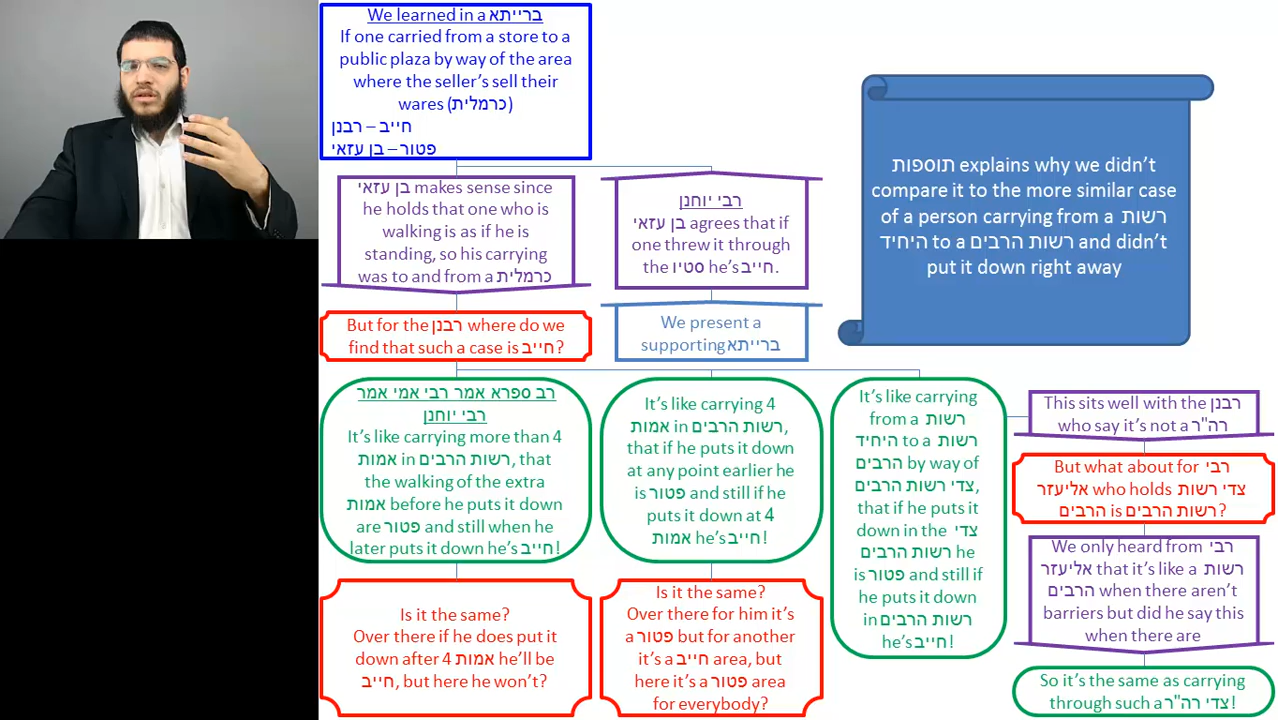 We learned in a ברייתא
If one carried from a store to a
public plaza by way of the area
where the seller's sell their
wares (כרמלית)
חייב – רבנן
פטור – בן עזאי
בן עזאי makes sense since
he holds that one who is
walking is as if he is
standing, so his carrying
was to and from a כרמלית
רבי יוחנן
בן עזאי agrees that if
one threw it through
the סטיו he's חייב.
תוספות explains why we didn't
compare it to the more similar case
of a person carrying from a רשות
היחיד to a רשות הרבים and didn't
put it down right away
But for the רבנן where do we
find that such a case is חייב?
We present a
supporting ברייתא
רב ספרא אמר רבי אמי אמר
רבי יוחנן
It's like carrying more than 4
אמות in רשות הרבים, that
the walking of the extra
אמות before he puts it down
are פטור and still when he
later puts it down he's חייב!
It's like carrying 4
אמות in רשות הרבים,
that if he puts it down
at any point earlier he
is פטור and still if he
puts it down at 4
אמות he's חייב!
It's like carrying
from a רשות
היחיד to a רשות
הרבים by way of
צדי רשות הרבים,
that if he puts it
down in the צדי
רשות הרבים he
is פטור and still if
he puts it down
in רשות הרבים
he's חייב!
This sits well with the רבנן
who say it's not a רה"ר
But what about for רבי
אליעזר who holds צדי רשות
הרבים is רשות הרבים?
We only heard from רבי
אליעזר that it's like a רשות
הרבים when there aren't
barriers but did he say this
when there are
So it's the same as carrying
through such a צדי רה"ר!
Is it the same?
Over there if he does put it
down after 4 אמות he'll be
חייב, but here he won't?
Is it the same?
Over there for him it's
a פטור but for another
it's a חייב area, but
here it's a פטור area
for everybody?